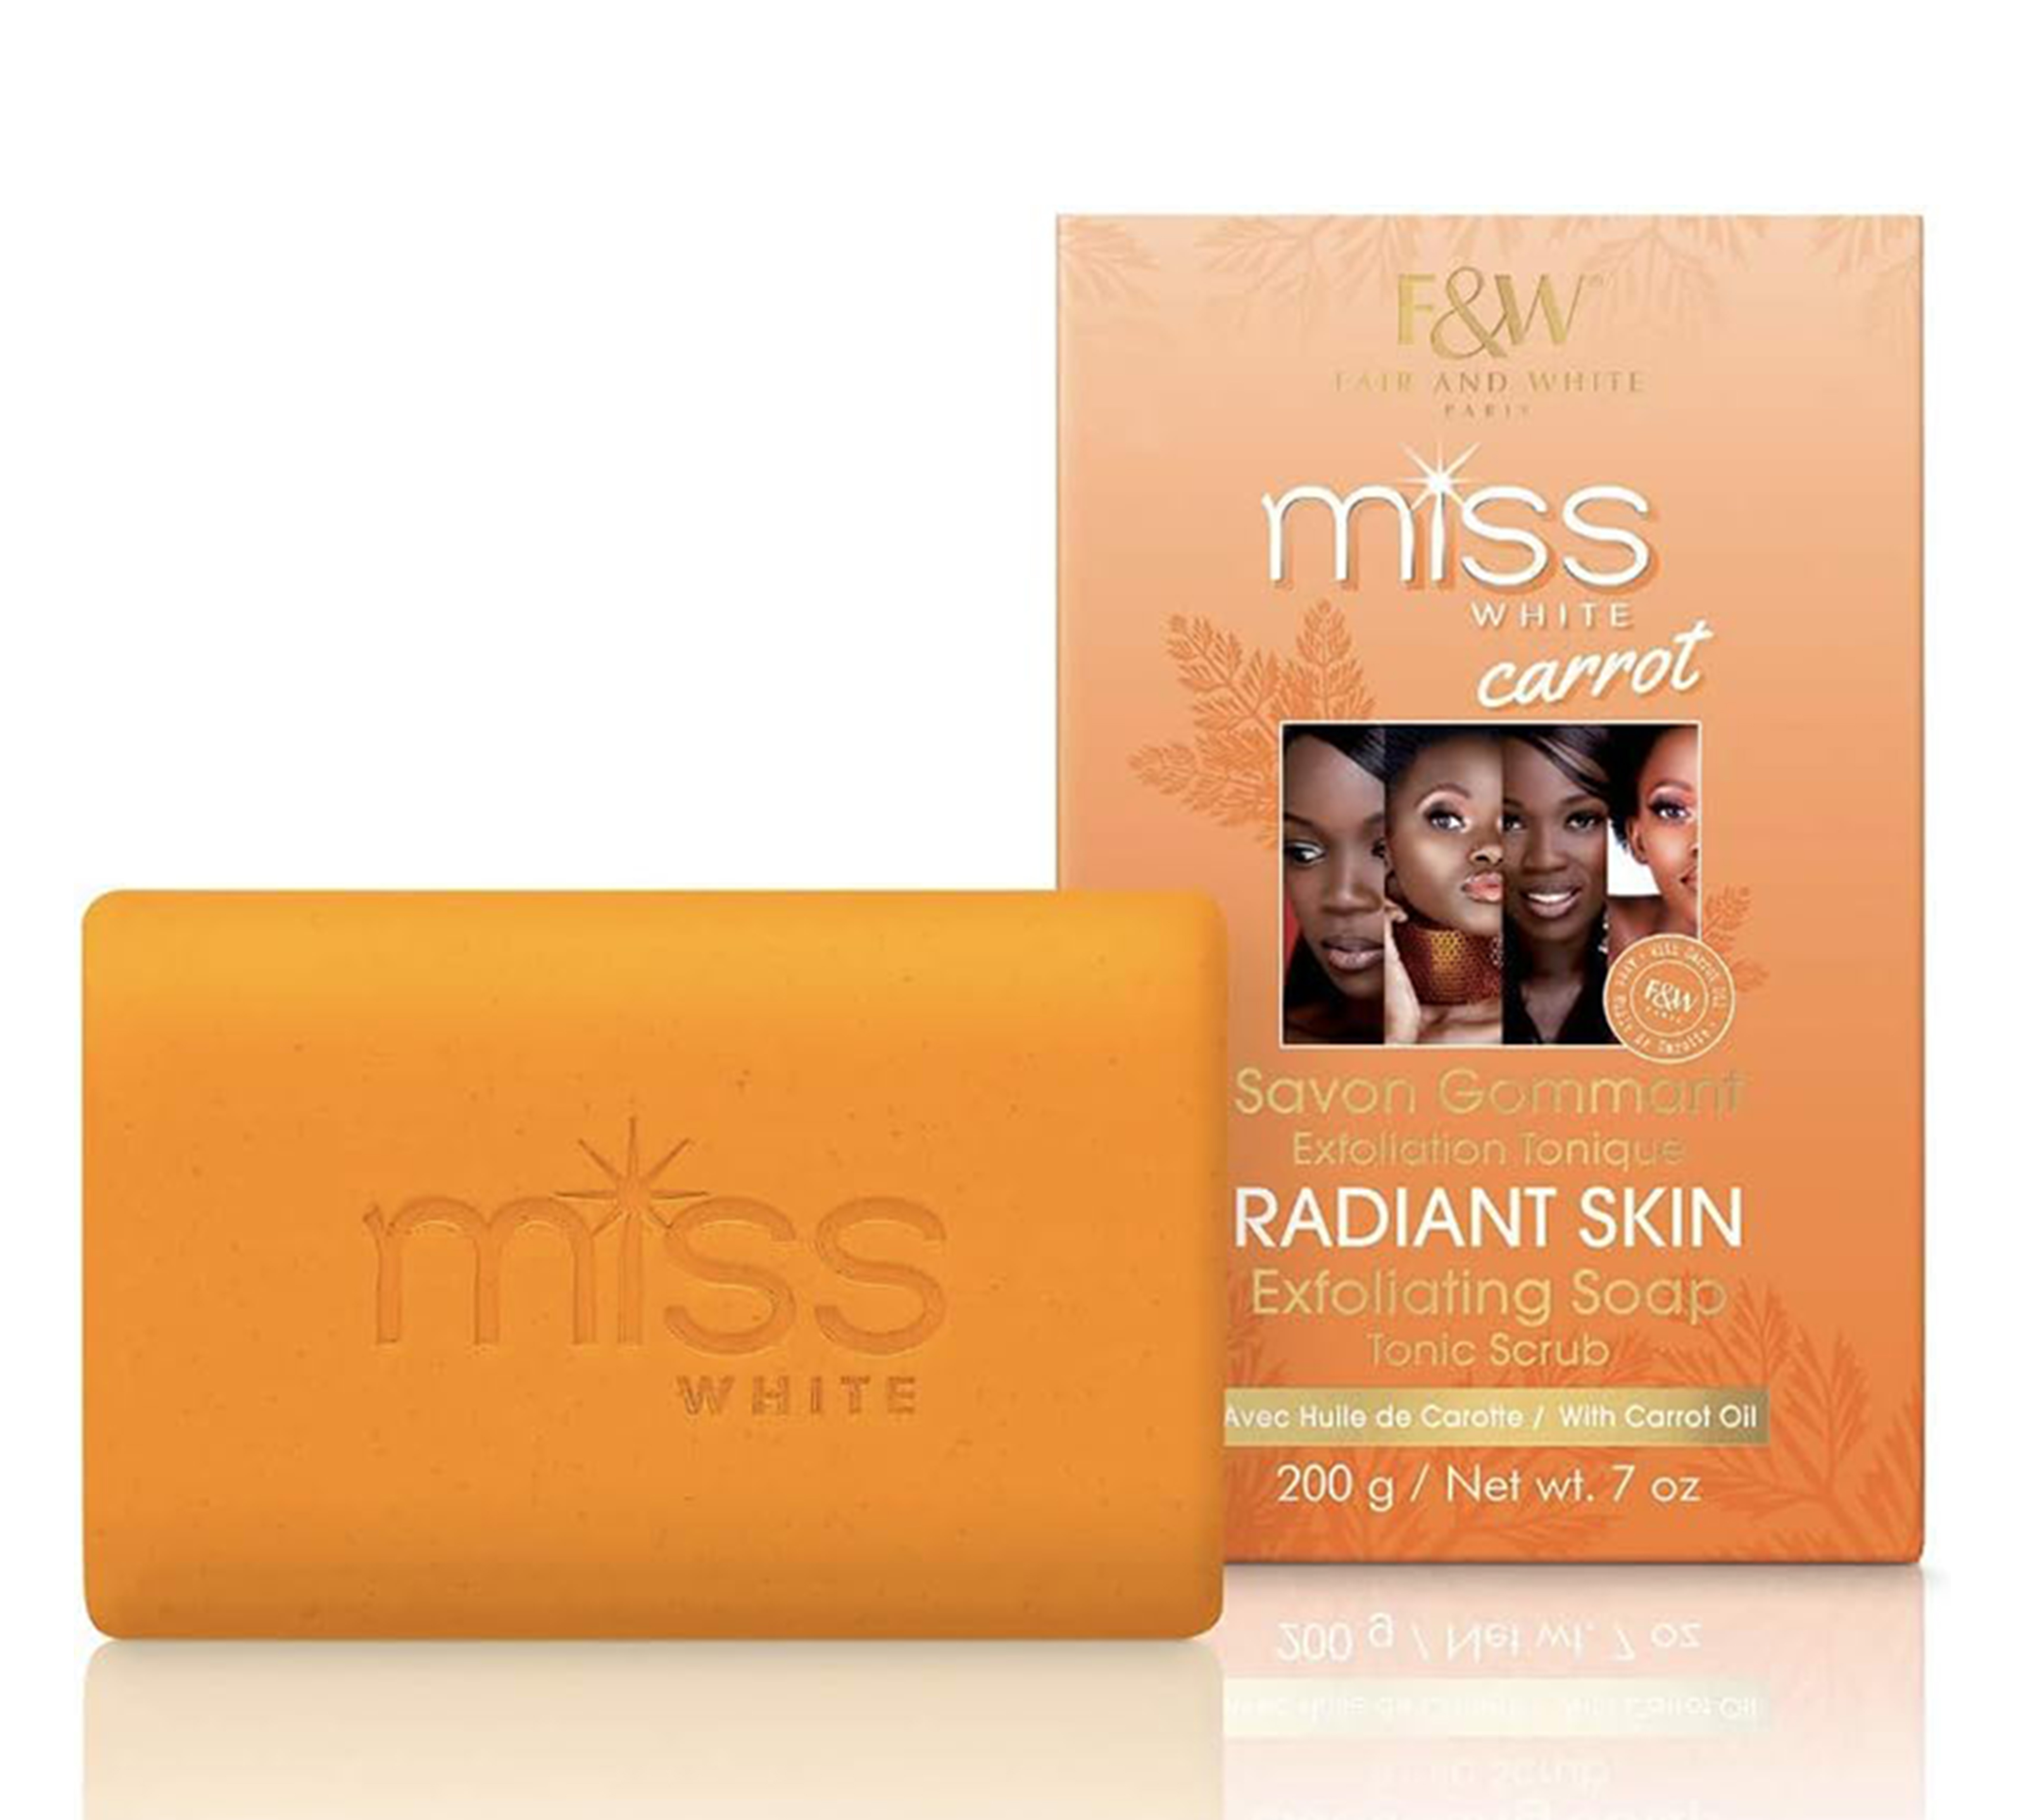 F&W
FAIR AND WHITE
PARIS
miss
WHITE
carrot
F&W
Savon Gommant
Exfoliation Tonique
RADIANT SKIN
Exfoliating Soap
Tonic Scrub
Avec Huile de Carotte / With Carrot Oil
200 g / Net wt. 7 oz
miss
WHITE